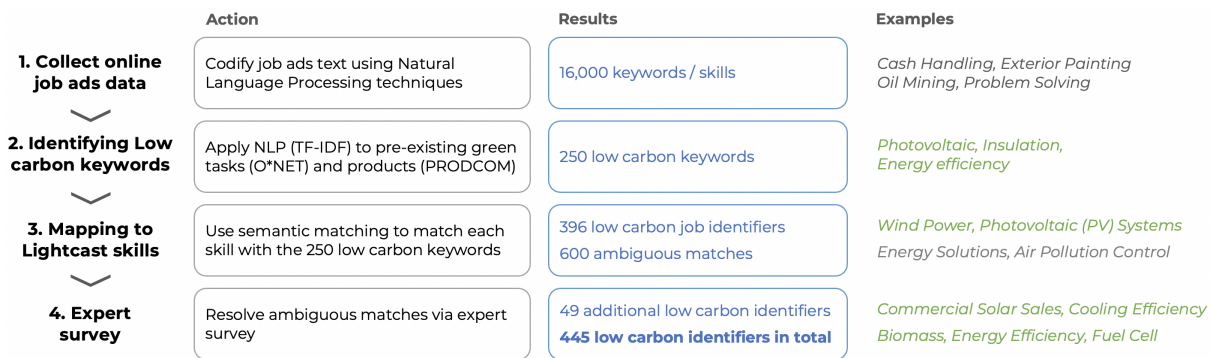 Action
Results
Examples
1. Collect online
job ads data
Codify job ads text using Natural
Language Processing techniques
16,000 keywords / skills
Cash Handling, Exterior Painting
Oil Mining, Problem Solving
2. Identifying Low
carbon keywords
Apply NLP (TF-IDF) to pre-existing green
tasks (O*NET) and products (PRODCOM)
250 low carbon keywords
Photovoltaic, Insulation,
Energy efficiency
3. Mapping to
Lightcast skills
Use semantic matching to match each
skill with the 250 low carbon keywords
396 low carbon job identifiers
600 ambiguous matches
Wind Power, Photovoltaic (PV) Systems
Energy Solutions, Air Pollution Control
4. Expert
survey
Resolve ambiguous matches via expert
survey
49 additional low carbon identifiers
445 low carbon identifiers in total
Commercial Solar Sales, Cooling Efficiency
Biomass, Energy Efficiency, Fuel Cell